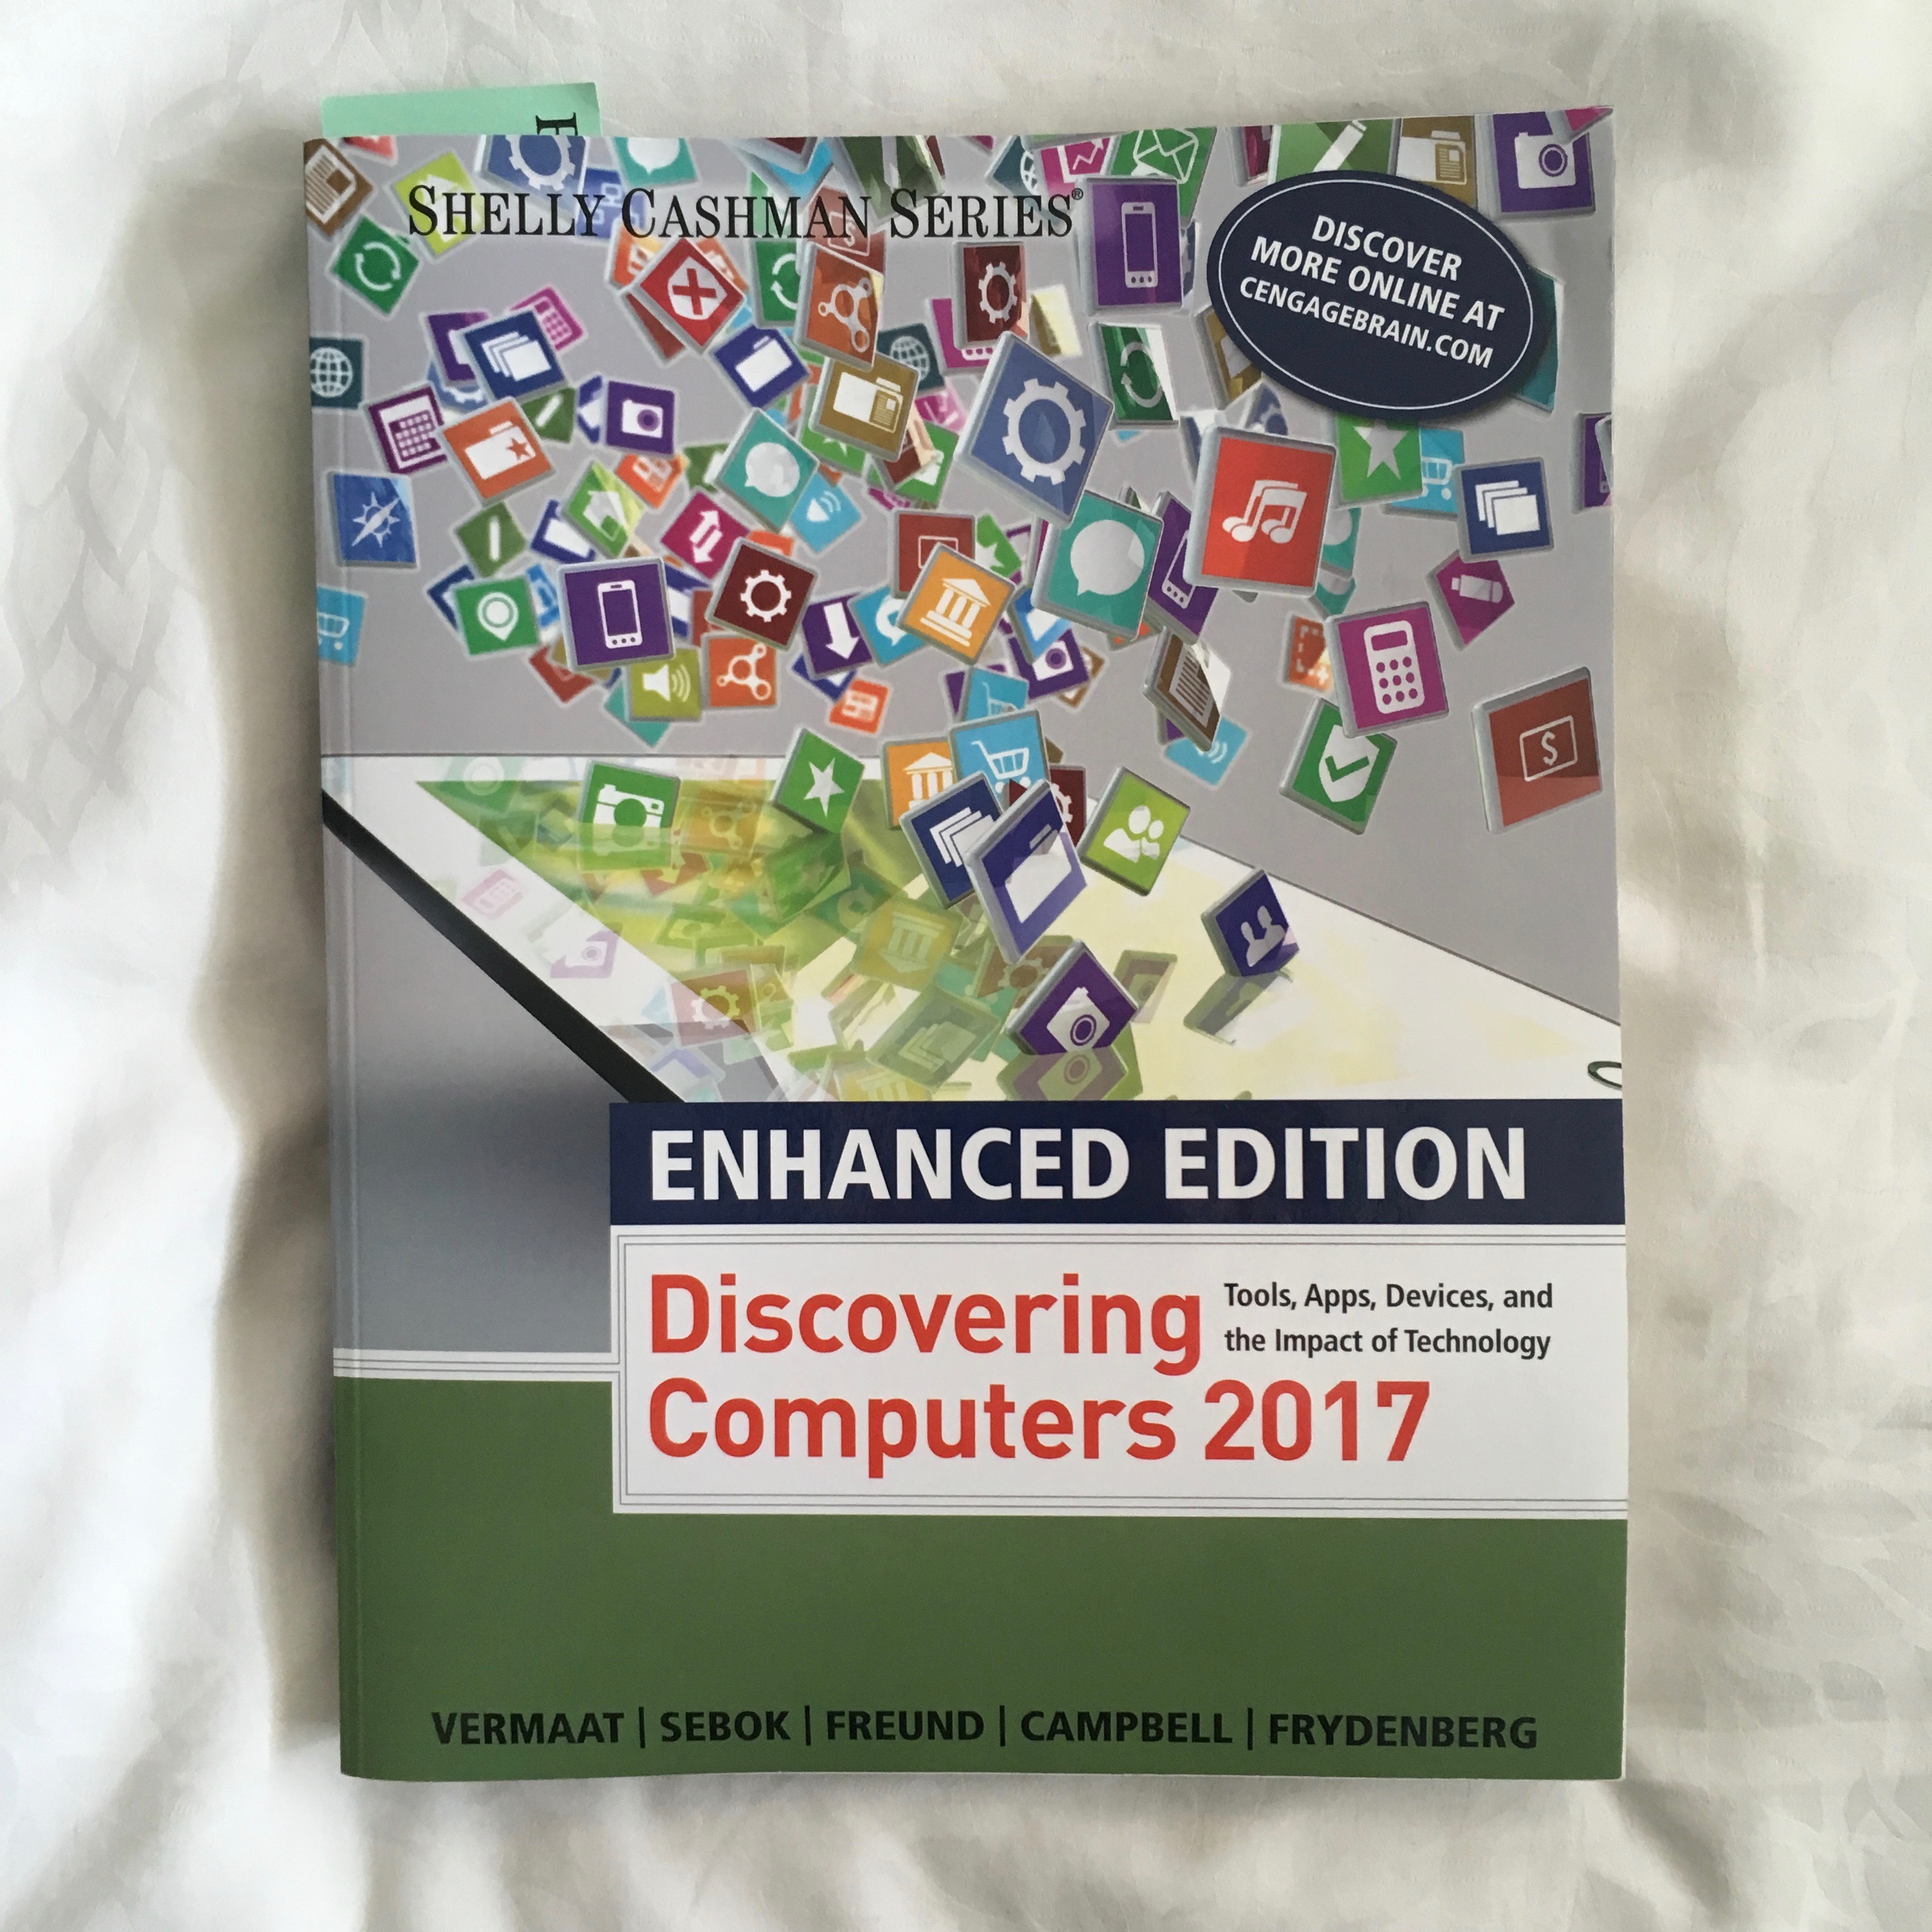 SHELLY CASHMAN SERIES®
DISCOVER
MORE ONLINE AT
CENGAGEBRAIN.COM
ENHANCED EDITION
Discovering
Computers 2017
Tools, Apps, Devices, and
the Impact of Technology
VERMAAT | SEBOK | FREUND | CAMPBELL | FRYDENBERG